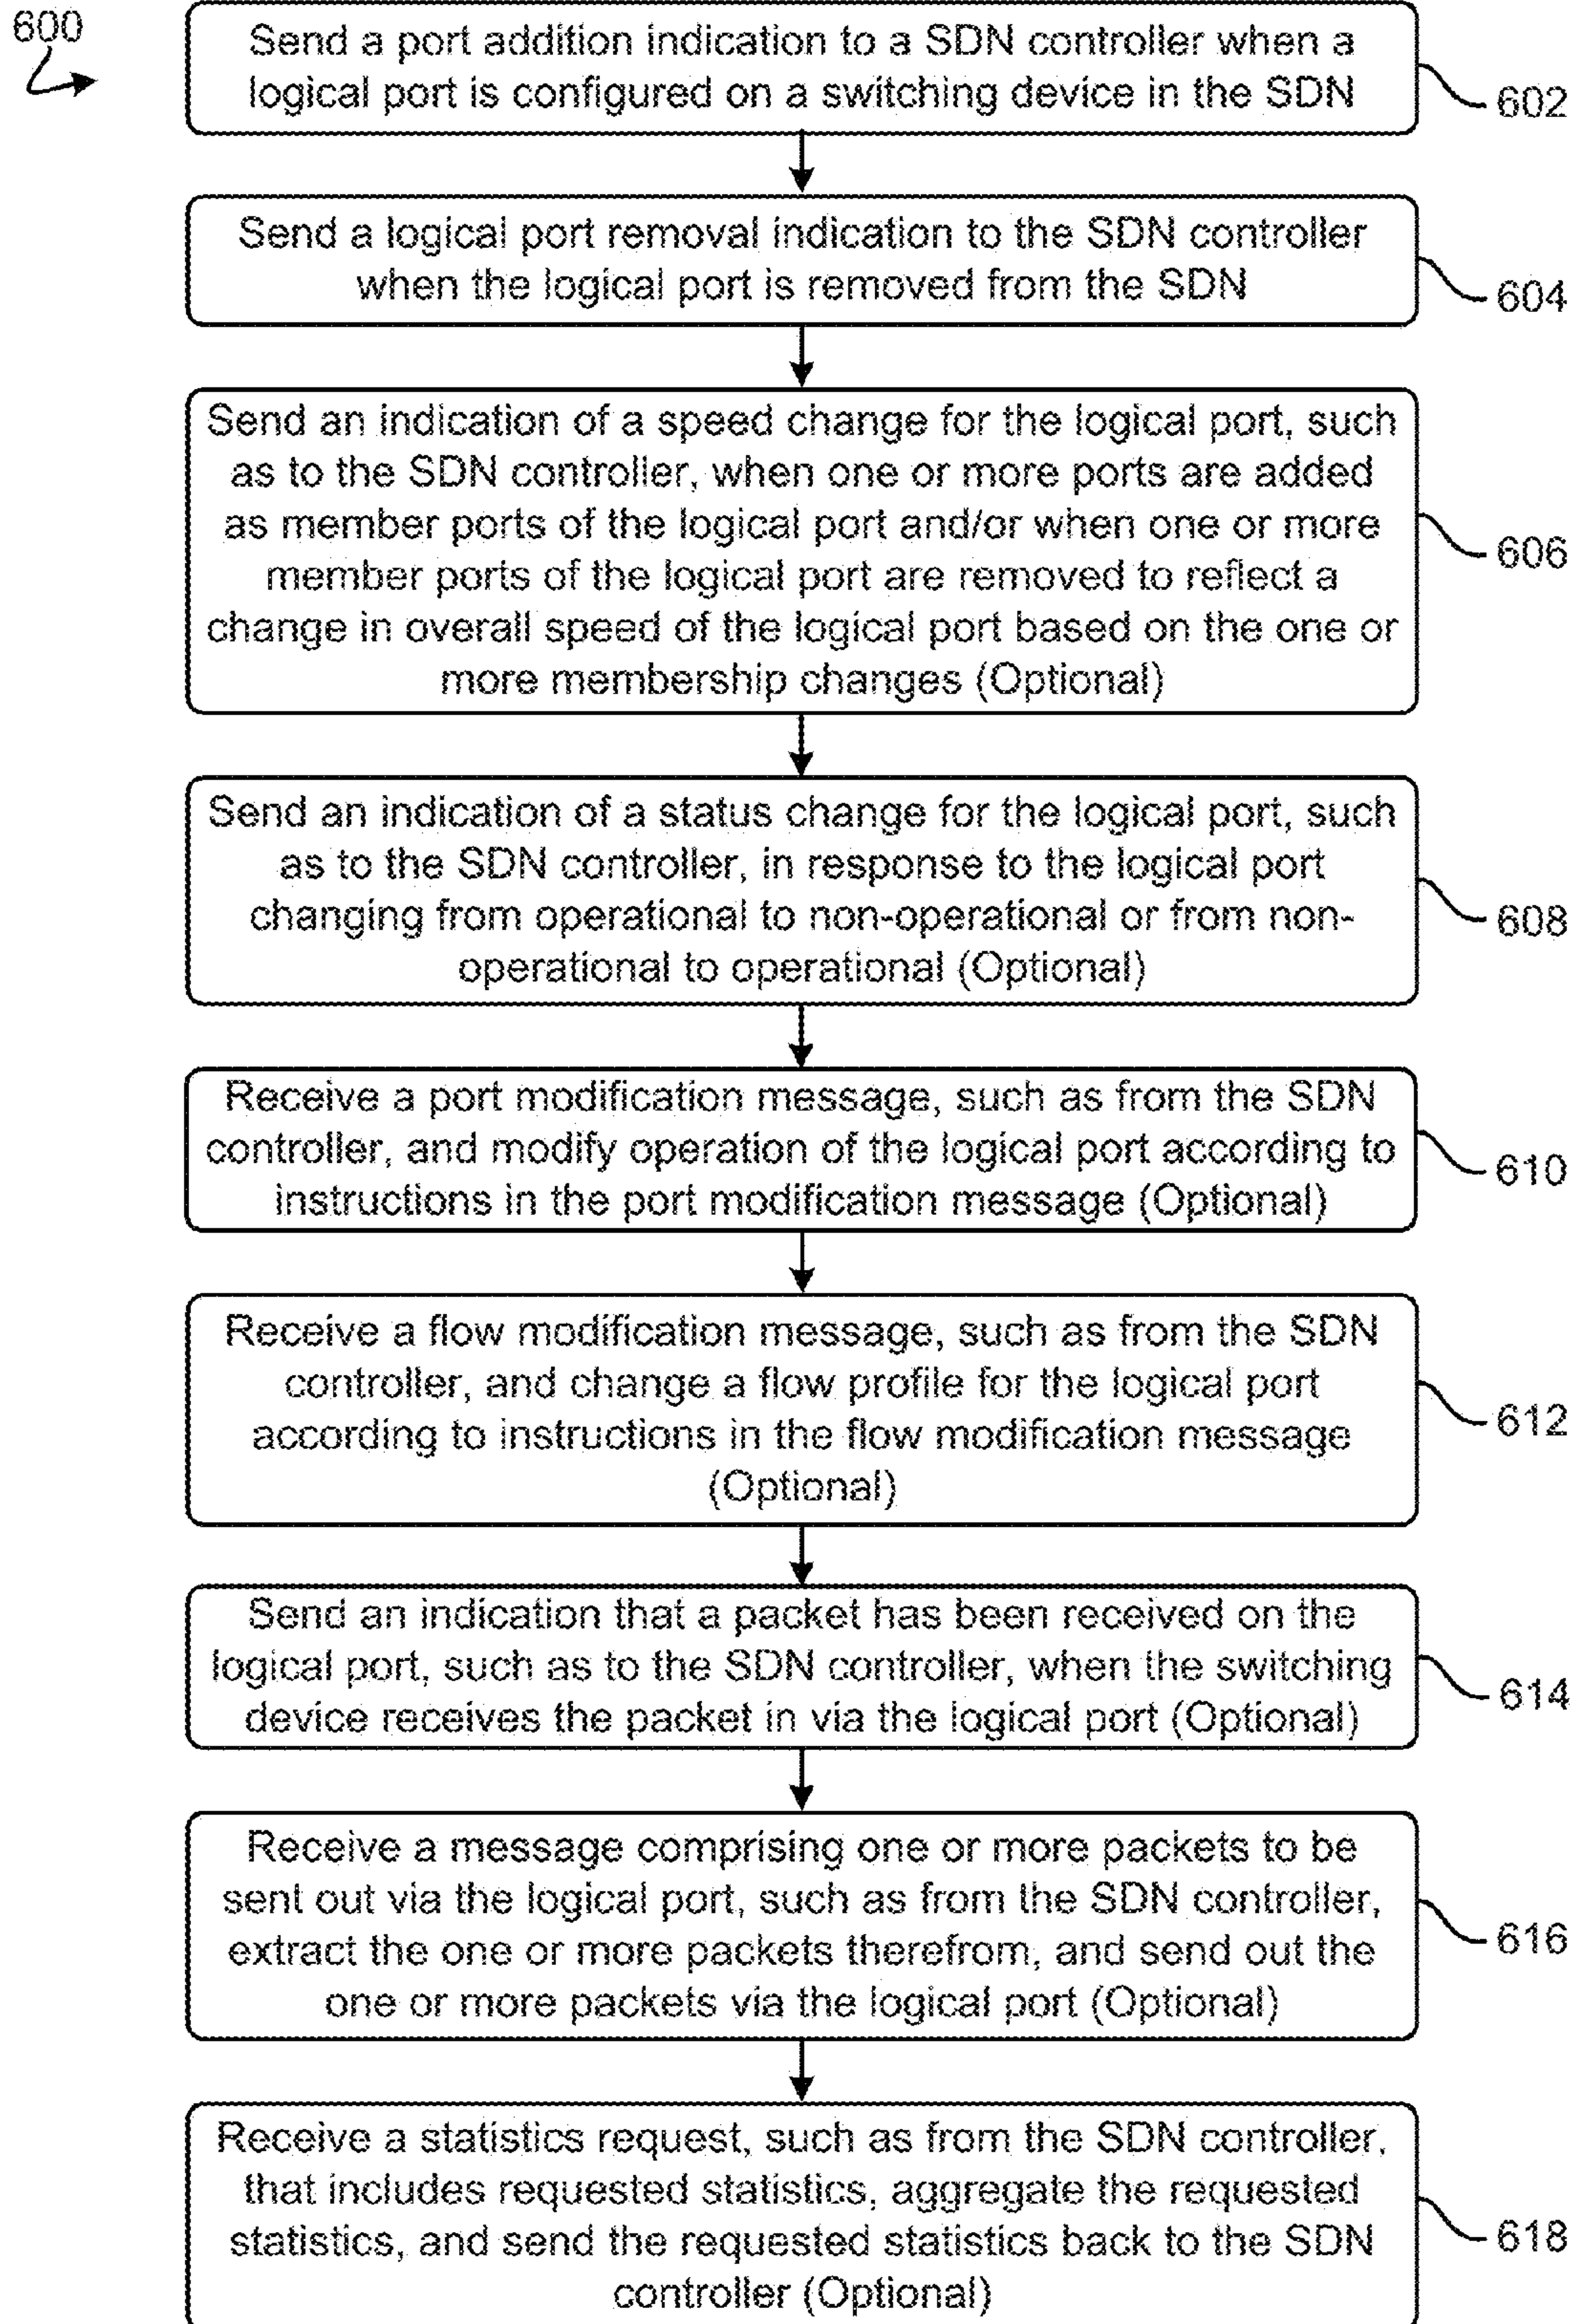 600
Send a port addition indication to a SDN controller when a
logical port is configured on a switching device in the SDN
602
Send a logical port removal indication to the SDN controller
when the logical port is removed from the SDN
604
Send an indication of a speed change for the logical port, such
as to the SDN controller, when one or more ports are added
as member ports of the logical port and/or when one or more
member ports of the logical port are removed to reflect a
change in overall speed of the logical port based on the one or
more membership changes (Optional)
606
Send an indication of a status change for the logical port, such
as to the SDN controller, in response to the logical port
changing from operational to non-operational or from non-
operational to operational (Optional)
608
Receive a port modification message, such as from the SDN
controller, and modify operation of the logical port according to
instructions in the port modification message (Optional)
610
Receive a flow modification message, such as from the SDN
controller, and change a flow profile for the logical port
according to instructions in the flow modification message
(Optional)
612
Send an indication that a packet has been received on the
logical port, such as to the SDN controller, when the switching
device receives the packet in via the logical port (Optional)
614
Receive a message comprising one or more packets to be
sent out via the logical port, such as from the SDN controller,
extract the one or more packets therefrom, and send out the
one or more packets via the logical port (Optional)
616
Receive a statistics request, such as from the SDN controller,
that includes requested statistics, aggregate the requested
statistics, and send the requested statistics back to the SDN
controller (Optional)
618